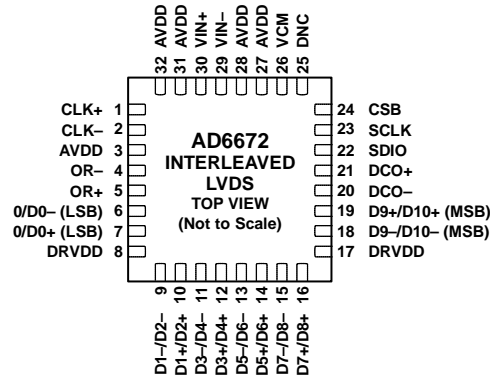 32 AVDD
31 AVDD
30 VIN+
29 VIN–
28 AVDD
27 AVDD
26 VCM
25 DNC
CLK+ 1
CLK– 2
AVDD 3
OR– 4
OR+ 5
0/D0– (LSB) 6
0/D0+ (LSB) 7
DRVDD 8
AD6672
INTERLEAVED
LVDS
TOP VIEW
(Not to Scale)
24 CSB
23 SCLK
22 SDIO
21 DCO+
20 DCO–
19 D9+/D10+ (MSB)
18 D9–/D10– (MSB)
17 DRVDD
D1–/D2– 9
D1+/D2+ 10
D3–/D4– 11
D3+/D4+ 12
D5–/D6– 13
D5+/D6+ 14
D7–/D8– 15
D7+/D8+ 16